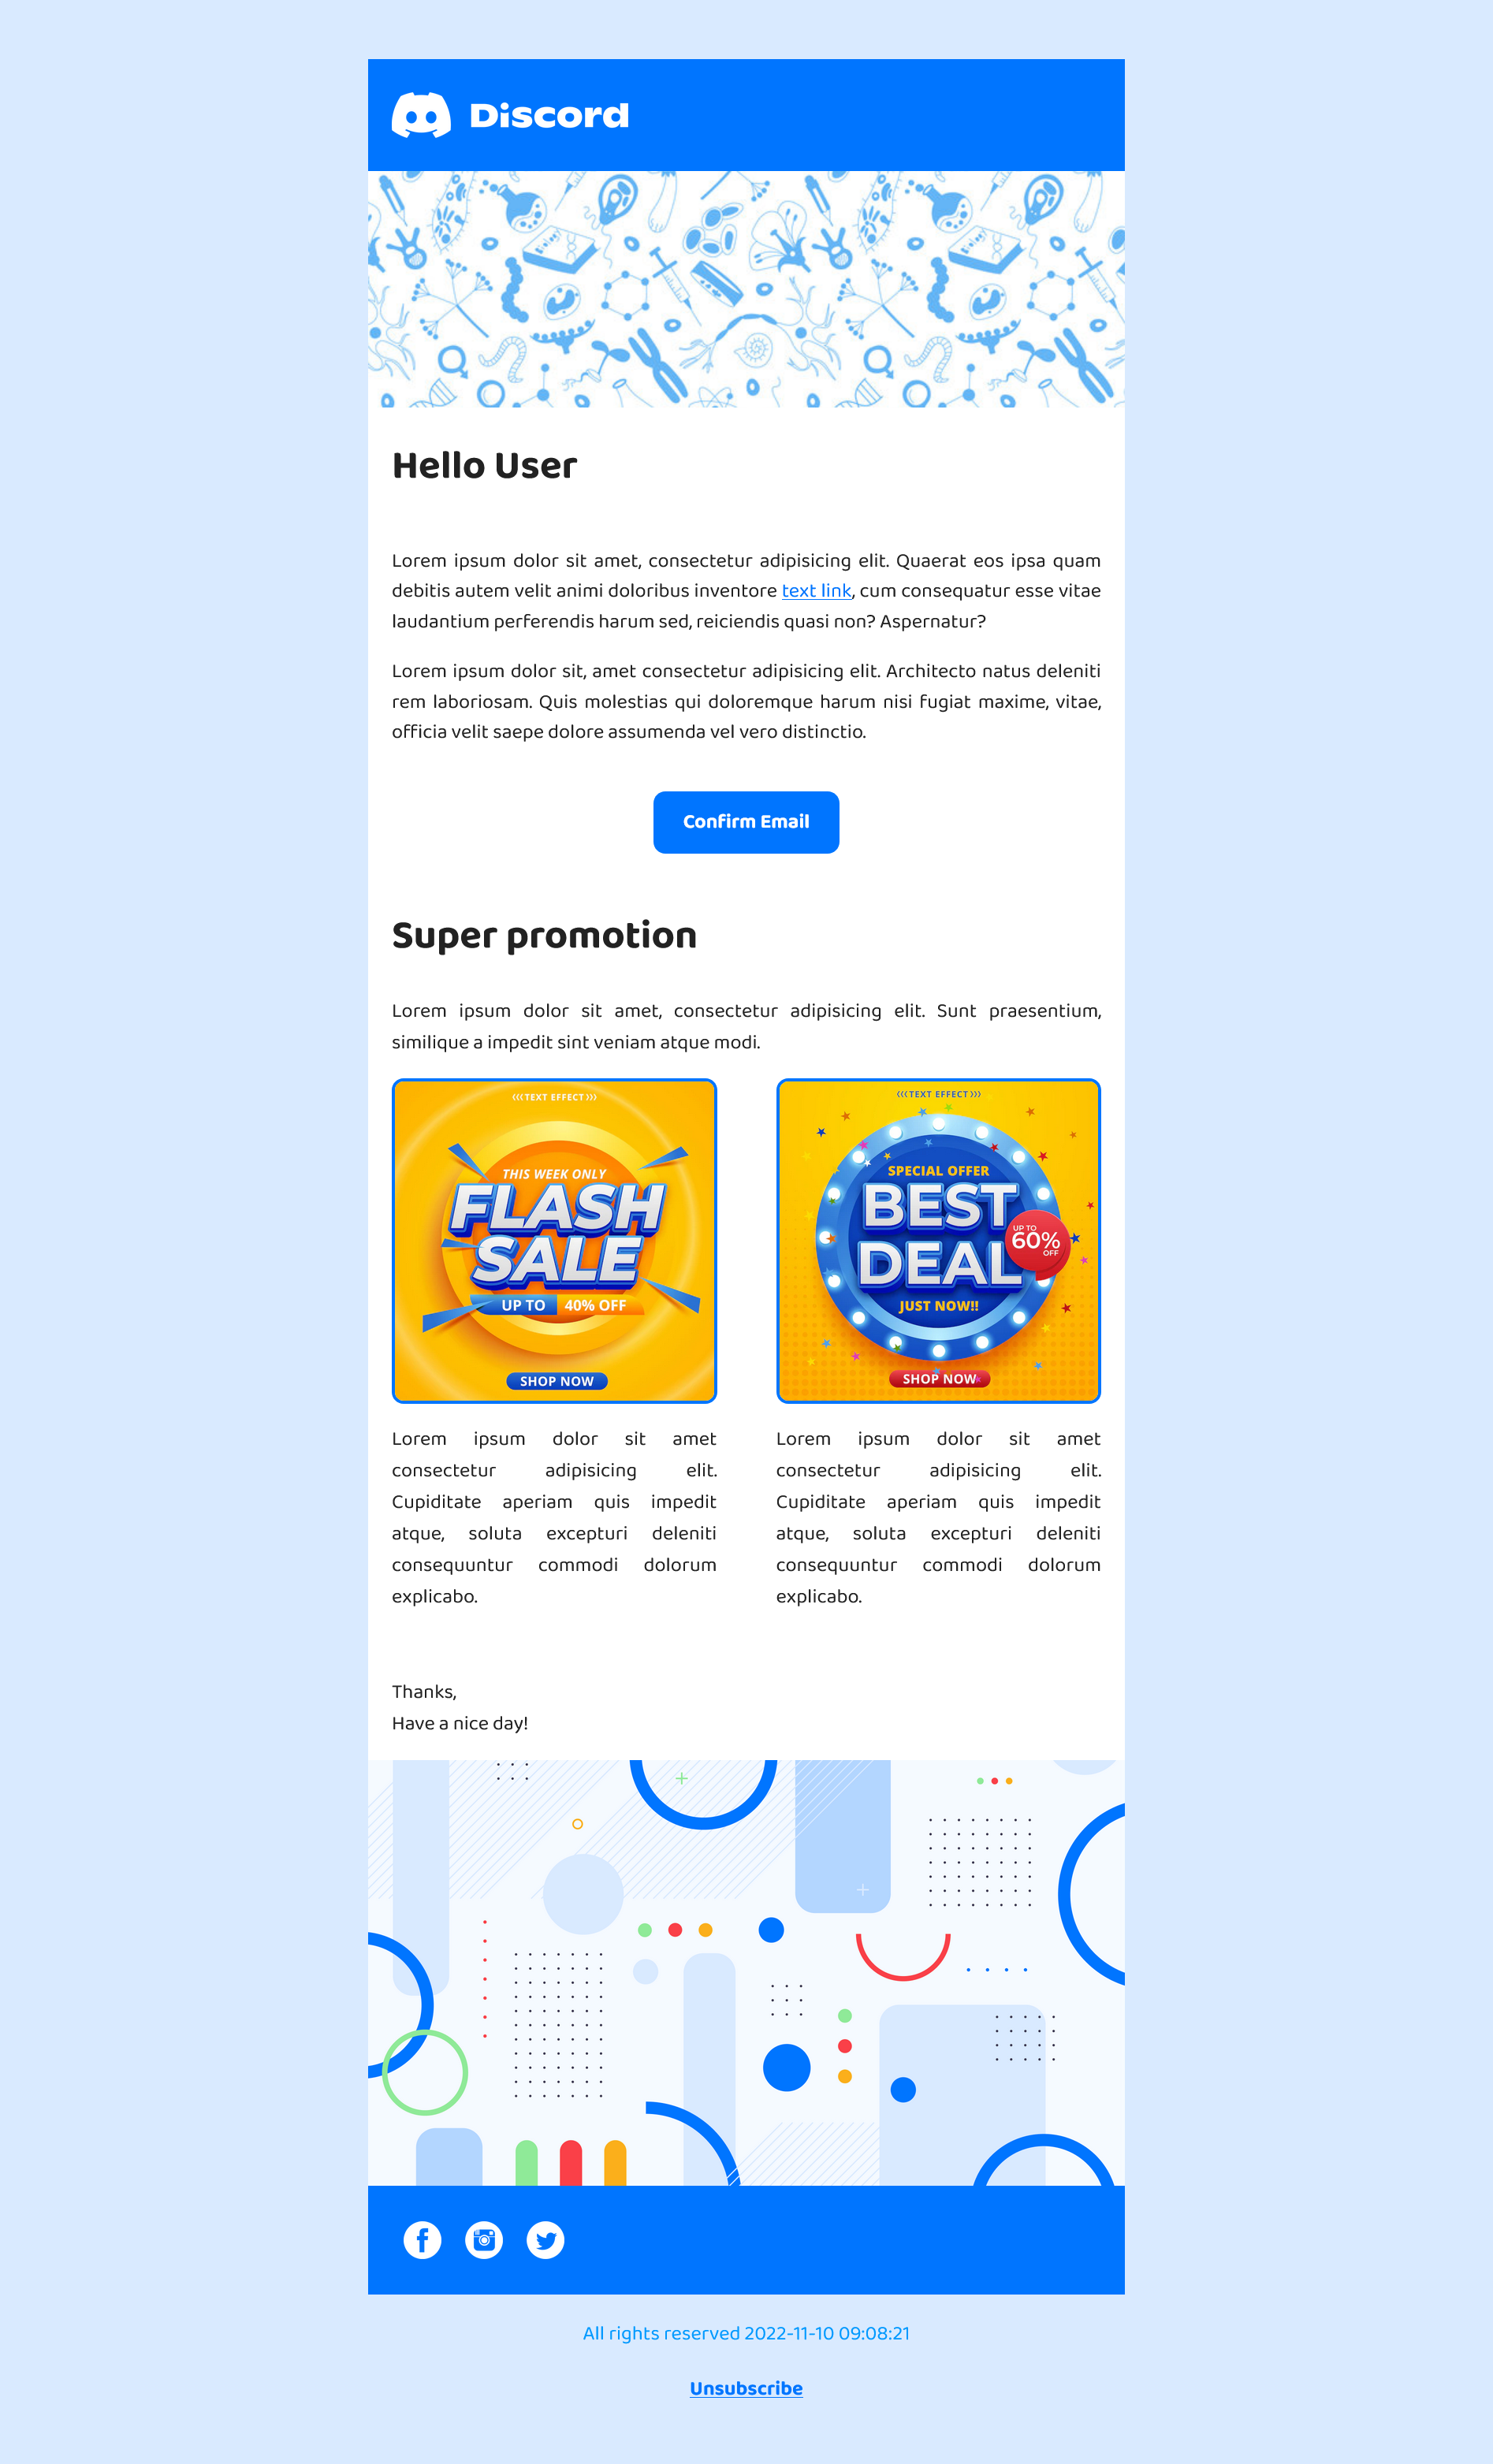 Discord
Hello User
Lorem ipsum dolor sit amet, consectetur adipisicing elit. Quaerat eos ipsa quam
debitis autem velit animi doloribus inventore text link, cum consequatur esse vitae
laudantium perferendis harum sed, reiciendis quasi non? Aspernatur?
Lorem ipsum dolor sit, amet consectetur adipisicing elit. Architecto natus deleniti
rem laboriosam. Quis molestias qui doloremque harum nisi fugiat maxime, vitae,
officia velit saepe dolore assumenda vel vero distinctio.
Confirm Email
Super promotion
Lorem ipsum dolor sit amet, consectetur adipisicing elit. Sunt praesentium,
similique a impedit sint veniam atque modi.
⟨⟨⟨TEXT EFFECT⟩⟩⟩
THIS WEEK ONLY
FLASH
SALE
UP TO 40% OFF
SHOP NOW
Lorem ipsum dolor sit amet
consectetur adipisicing elit.
Cupiditate aperiam quis impedit
atque, soluta excepturi deleniti
consequuntur commodi dolorum
explicabo.
⟨⟨⟨TEXT EFFECT⟩⟩⟩
SPECIAL OFFER
BEST
DEAL
UP TO
60%
OFF
JUST NOW!!
SHOP NOW
Lorem ipsum dolor sit amet
consectetur adipisicing elit.
Cupiditate aperiam quis impedit
atque, soluta excepturi deleniti
consequuntur commodi dolorum
explicabo.
Thanks,
Have a nice day!
All rights reserved 2022-11-10 09:08:21
Unsubscribe